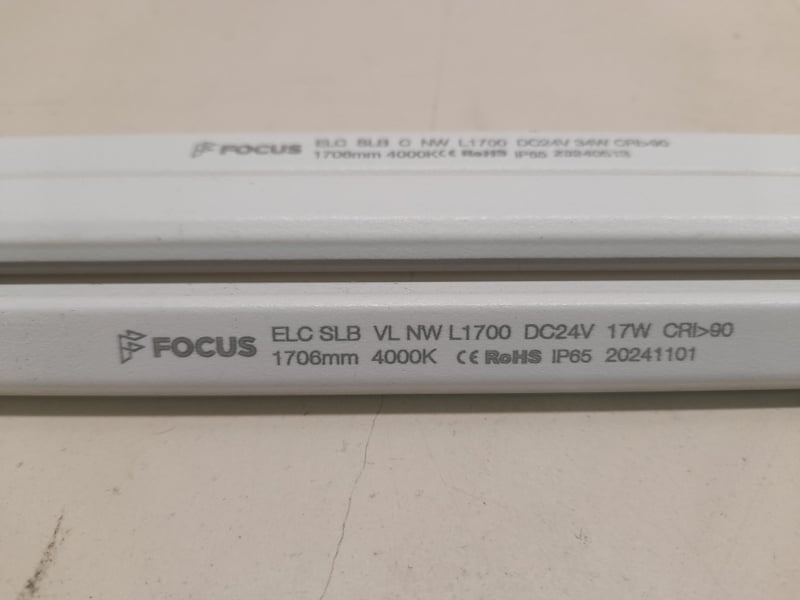 FOCUS ELC SLB C NW L1700 DC24V 34W CRI>90
1706mm 4000K CE RoHS IP65 20240513
FOCUS ELC SLB VL NW L1700 DC24V 17W CRI>90
1706mm 4000K CE RoHS IP65 20241101